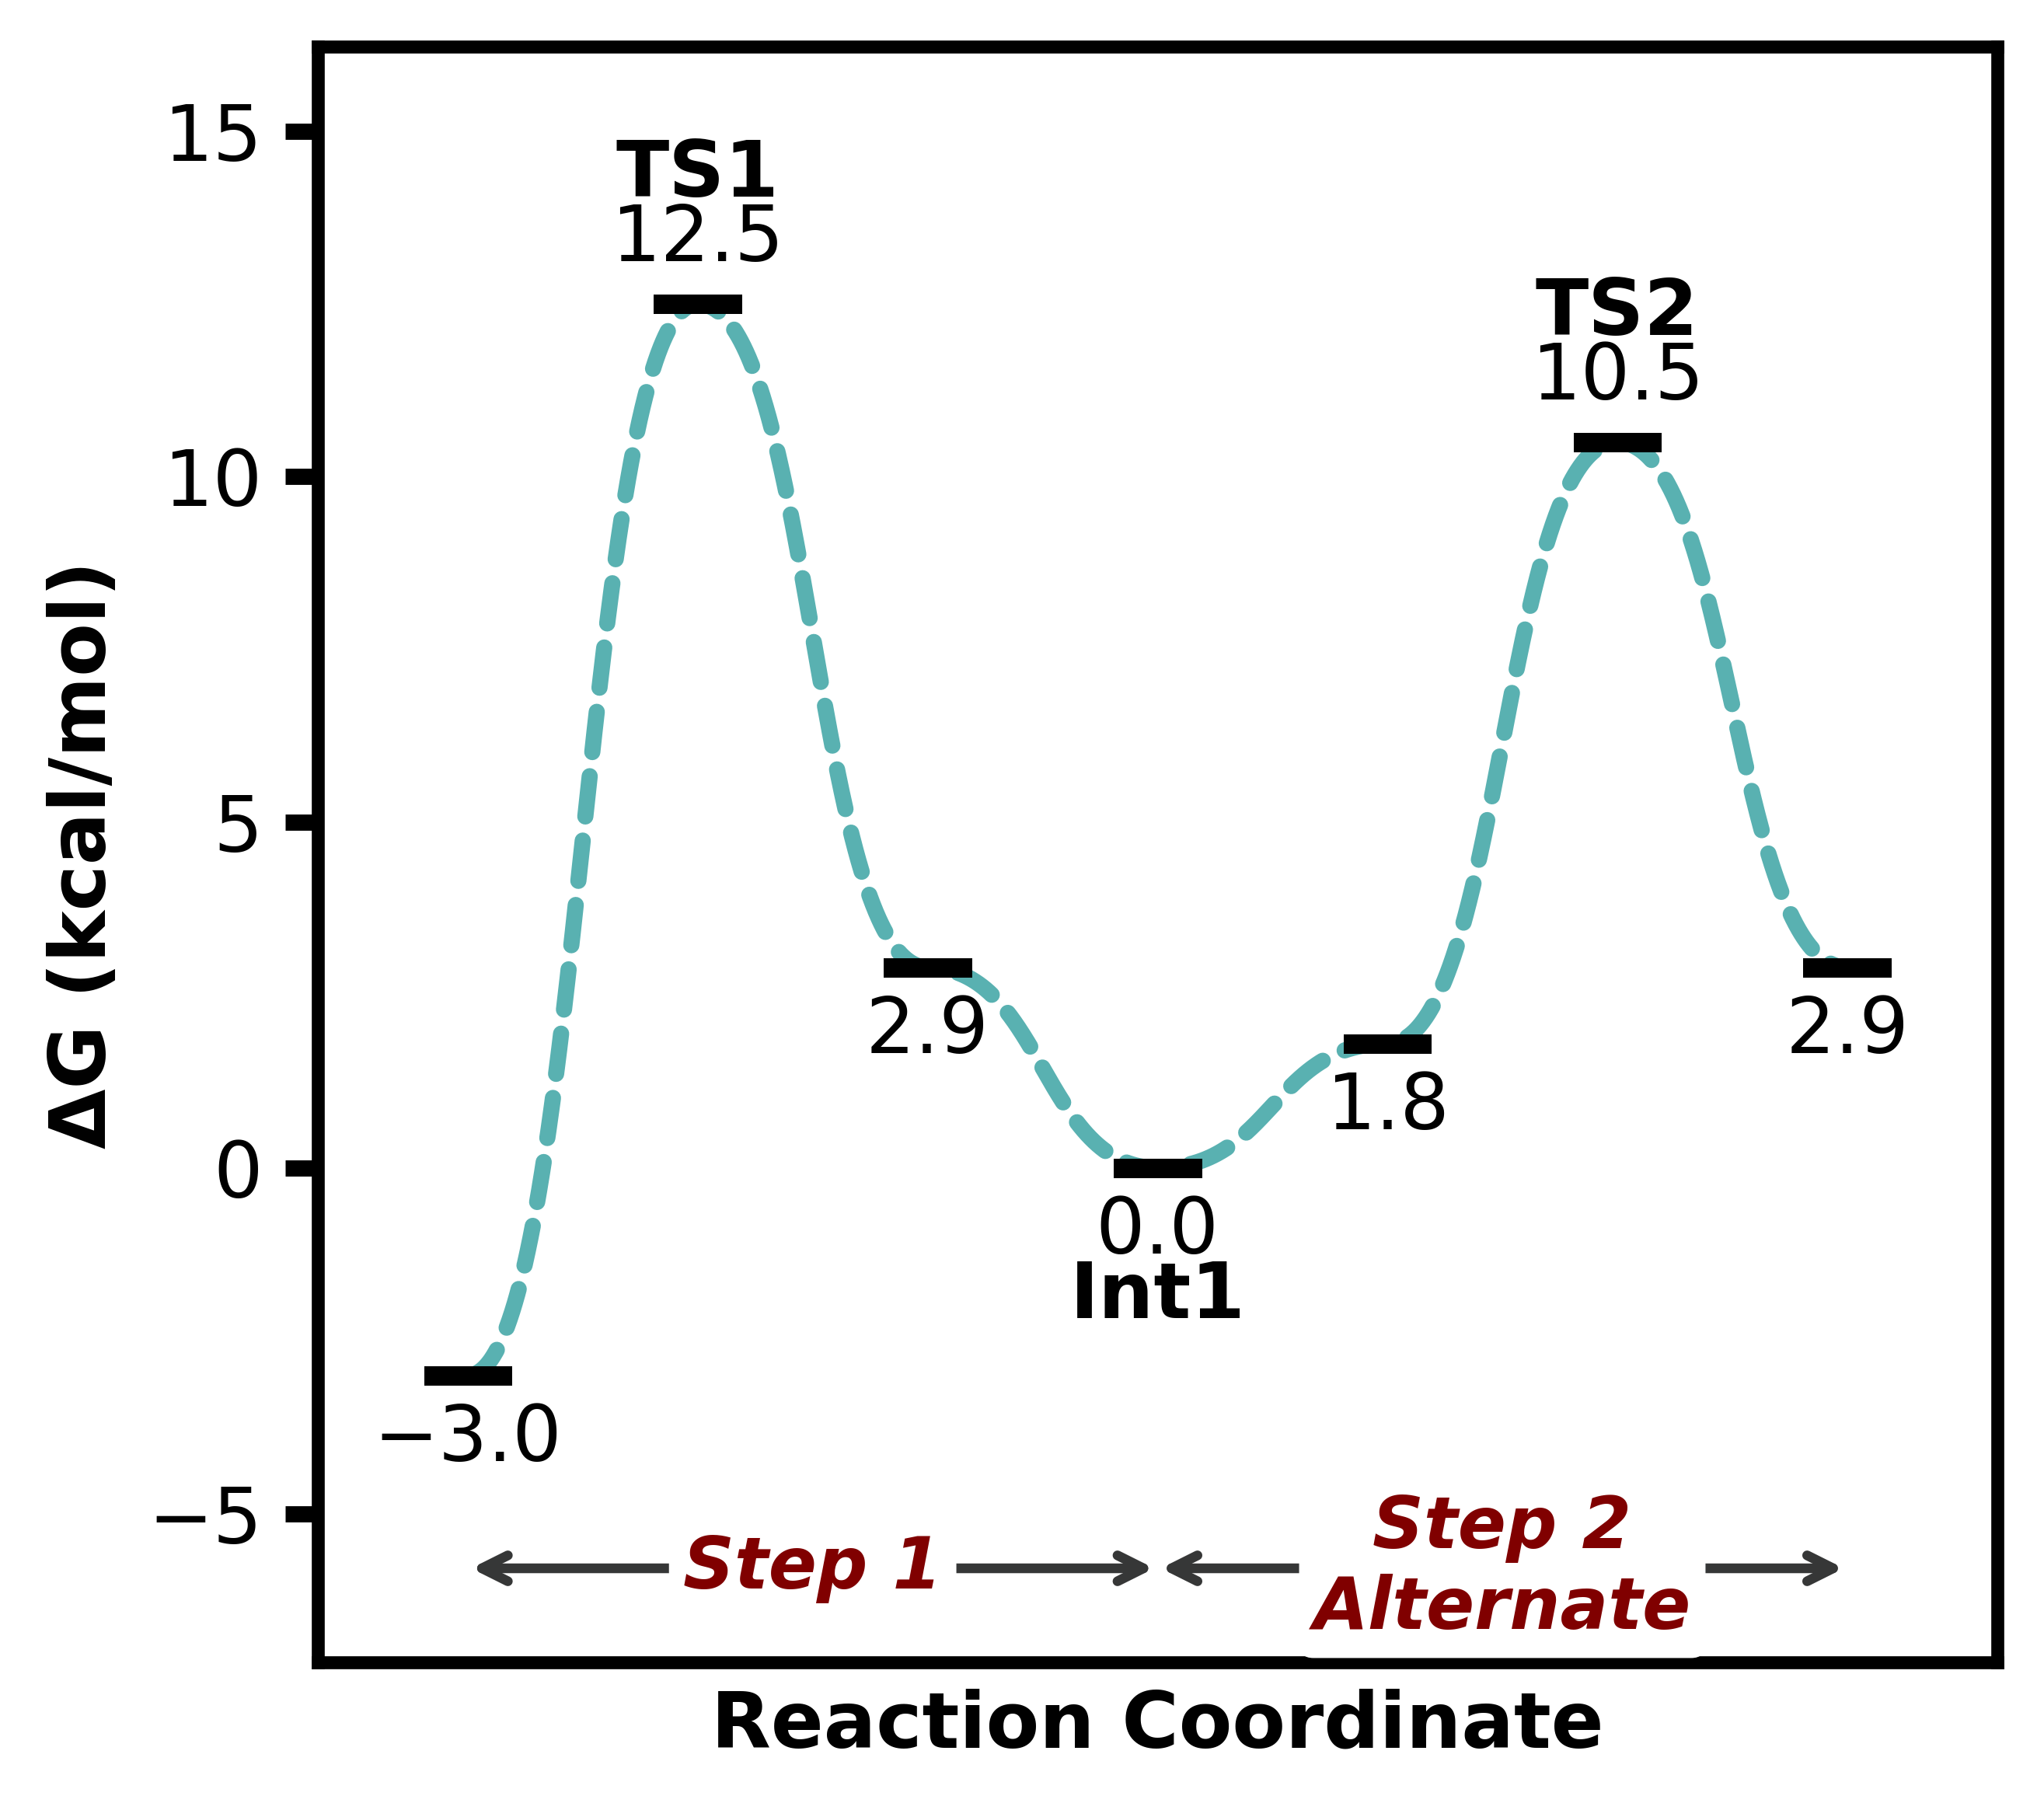 15
TS1
12.5
TS2
10.5
10
5
2.9
2.9
1.8
0
0.0
Int1
−3.0
−5
Step 1
Step 2
Alternate
ΔG (kcal/mol)
Reaction Coordinate